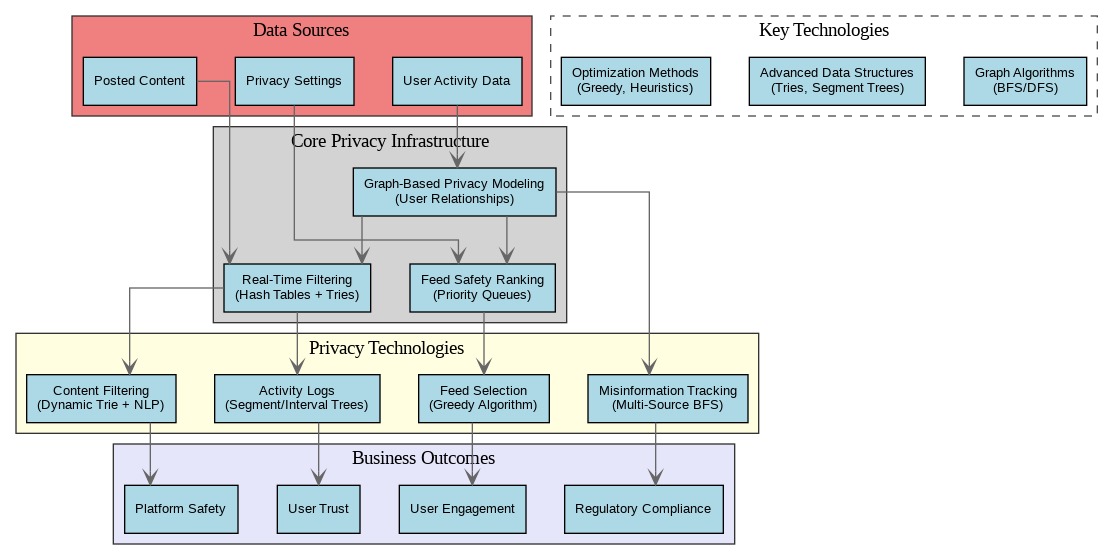 Data Sources
Key Technologies
Posted Content
Privacy Settings
User Activity Data
Optimization Methods
(Greedy, Heuristics)
Advanced Data Structures
(Tries, Segment Trees)
Graph Algorithms
(BFS/DFS)
Core Privacy Infrastructure
Graph-Based Privacy Modeling
(User Relationships)
Real-Time Filtering
(Hash Tables + Tries)
Feed Safety Ranking
(Priority Queues)
Privacy Technologies
Content Filtering
(Dynamic Trie + NLP)
Activity Logs
(Segment/Interval Trees)
Feed Selection
(Greedy Algorithm)
Misinformation Tracking
(Multi-Source BFS)
Business Outcomes
Platform Safety
User Trust
User Engagement
Regulatory Compliance